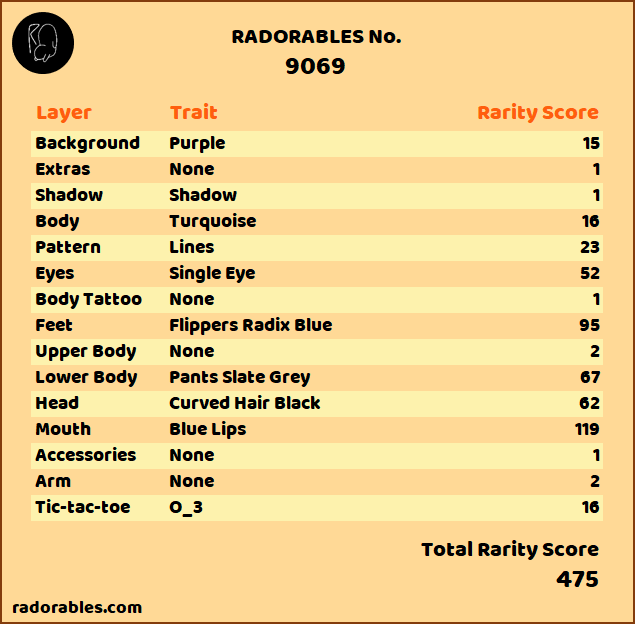 RADORABLES No.
9069
Layer Trait Rarity Score
Background Purple 15
Extras None 1
Shadow Shadow 1
Body Turquoise 16
Pattern Lines 23
Eyes Single Eye 52
Body Tattoo None 1
Feet Flippers Radix Blue 95
Upper Body None 2
Lower Body Pants Slate Grey 67
Head Curved Hair Black 62
Mouth Blue Lips 119
Accessories None 1
Arm None 2
Tic-tac-toe O_3 16
Total Rarity Score
475
radorables.com